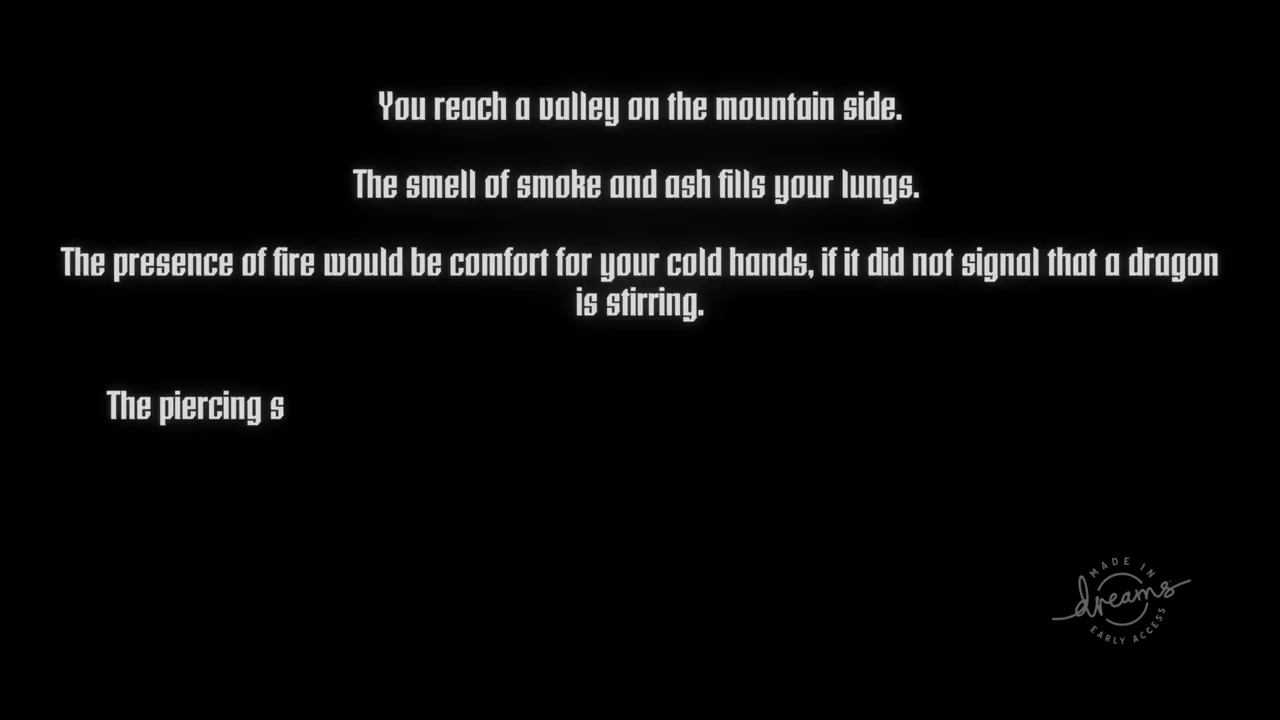 You reach a valley on the mountain side.
The smell of smoke and ash fills your lungs.
The presence of fire would be comfort for your cold hands, if it did not signal that a dragon
is stirring.
The piercing s
MADE IN
dreams
EARLY ACCESS